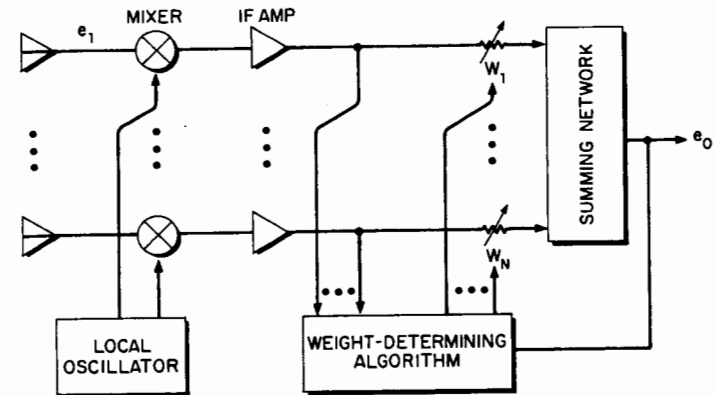 MIXER
IF AMP
e1
W1
SUMMING NETWORK
e0
WN
LOCAL
OSCILLATOR
WEIGHT-DETERMINING
ALGORITHM